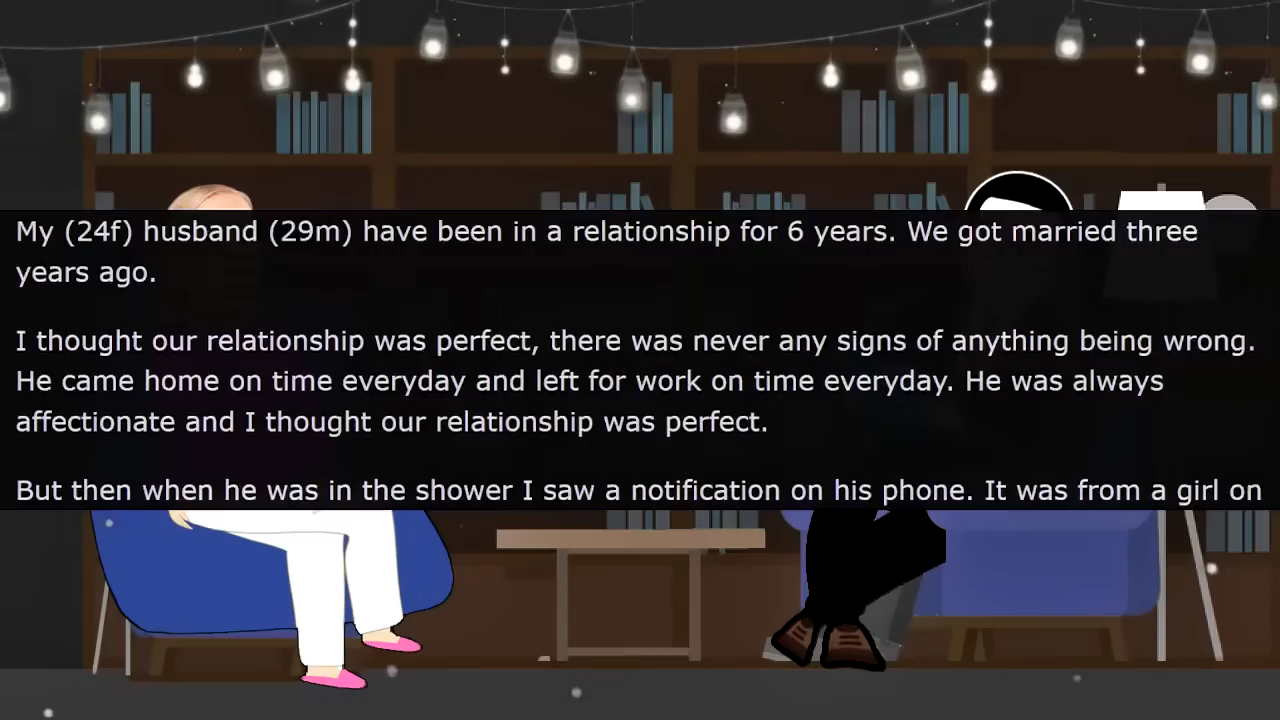 My (24f) husband (29m) have been in a relationship for 6 years. We got married three
years ago.
I thought our relationship was perfect, there was never any signs of anything being wrong.
He came home on time everyday and left for work on time everyday. He was always
affectionate and I thought our relationship was perfect.
But then when he was in the shower I saw a notification on his phone. It was from a girl on